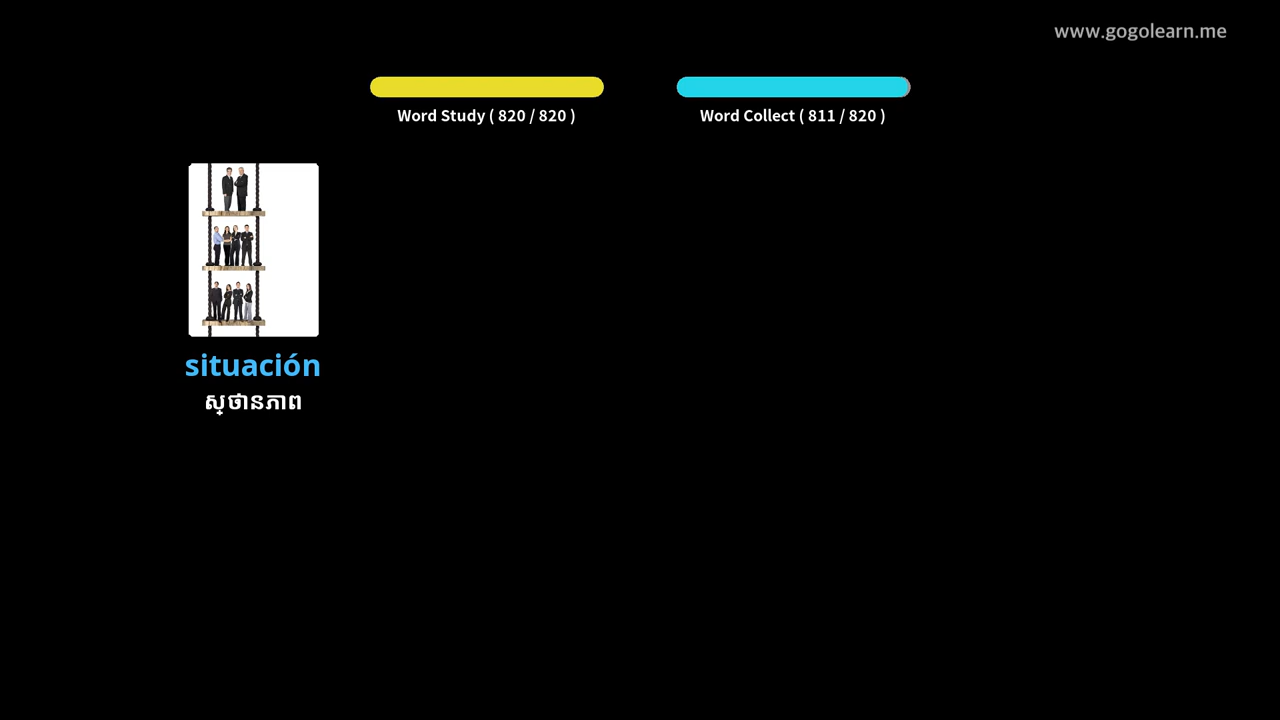 www.gogolearn.me
Word Study ( 820 / 820 )
Word Collect ( 811 / 820 )
situación
ស្ថានភាព